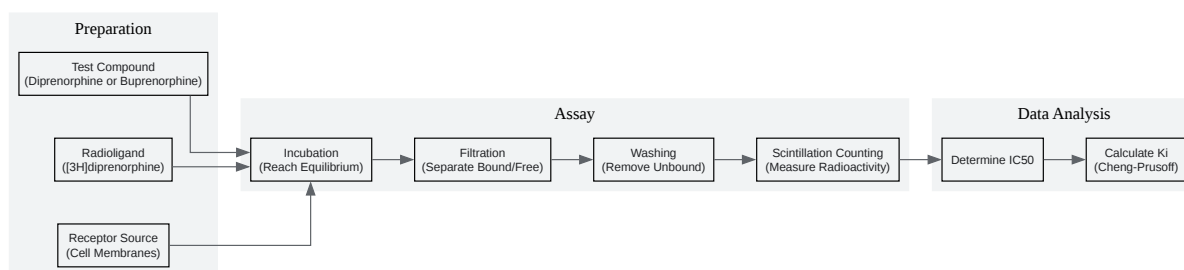 Preparation
Test Compound
(Diprenorphine or Buprenorphine)
Radioligand
([3H]diprenorphine)
Receptor Source
(Cell Membranes)
Assay
Incubation
(Reach Equilibrium)
Filtration
(Separate Bound/Free)
Washing
(Remove Unbound)
Scintillation Counting
(Measure Radioactivity)
Data Analysis
Determine IC50
Calculate Ki
(Cheng-Prusoff)